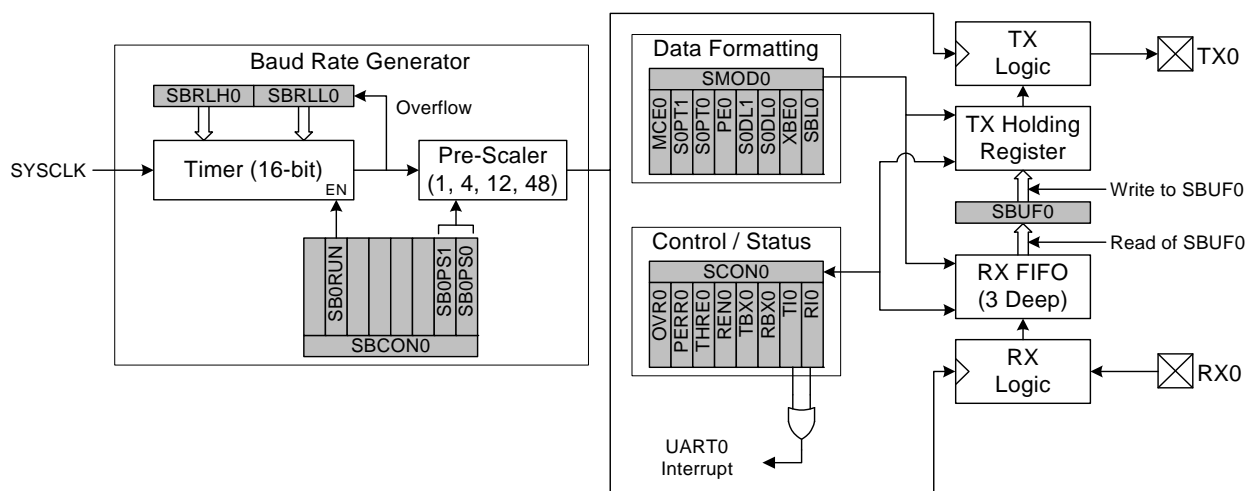 Baud Rate Generator
SBRLH0 SBRLL0
Overflow
SYSCLK
Timer (16-bit)
EN
Pre-Scaler
(1, 4, 12, 48)
SB0RUN
SB0PS1
SB0PS0
SBCON0
Data Formatting
SMOD0
MCE0
S0PT1
S0PT0
PE0
S0DL1
S0DL0
XBE0
SBL0
Control / Status
SCON0
OVR0
PERR0
THRE0
REN0
TBX0
RBX0
TI0
RI0
UART0
Interrupt
TX
Logic
TX0
TX Holding
Register
Write to SBUF0
SBUF0
Read of SBUF0
RX FIFO
(3 Deep)
RX
Logic
RX0